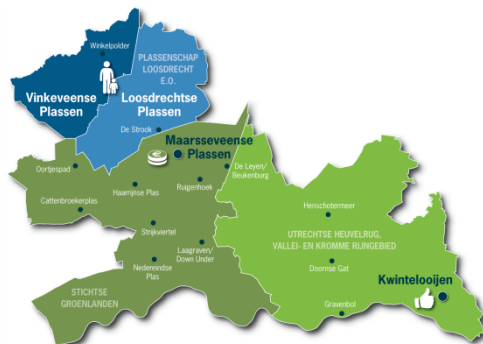 Winkelpolder
PLASSENSCHAP
LOOSDRECHT
E.O.
Vinkeveense
Plassen
Loosdrechtse
Plassen
De Strook
Maarsseveense
Plassen
€
De Leyen/
Beukenburg
Oortjespad
Haarrijnse Plas
Ruigenhoek
Cattenbroekerplas
Henschotermeer
Strijkviertel
UTRECHTSE HEUVELRUG,
VALLEI- EN KROMME RIJNGEBIED
Laagraven/
Down Under
Nedereindse
Plas
Doornse Gat
Kwintelooijen
STICHTSE
GROENLANDEN
Gravenbol